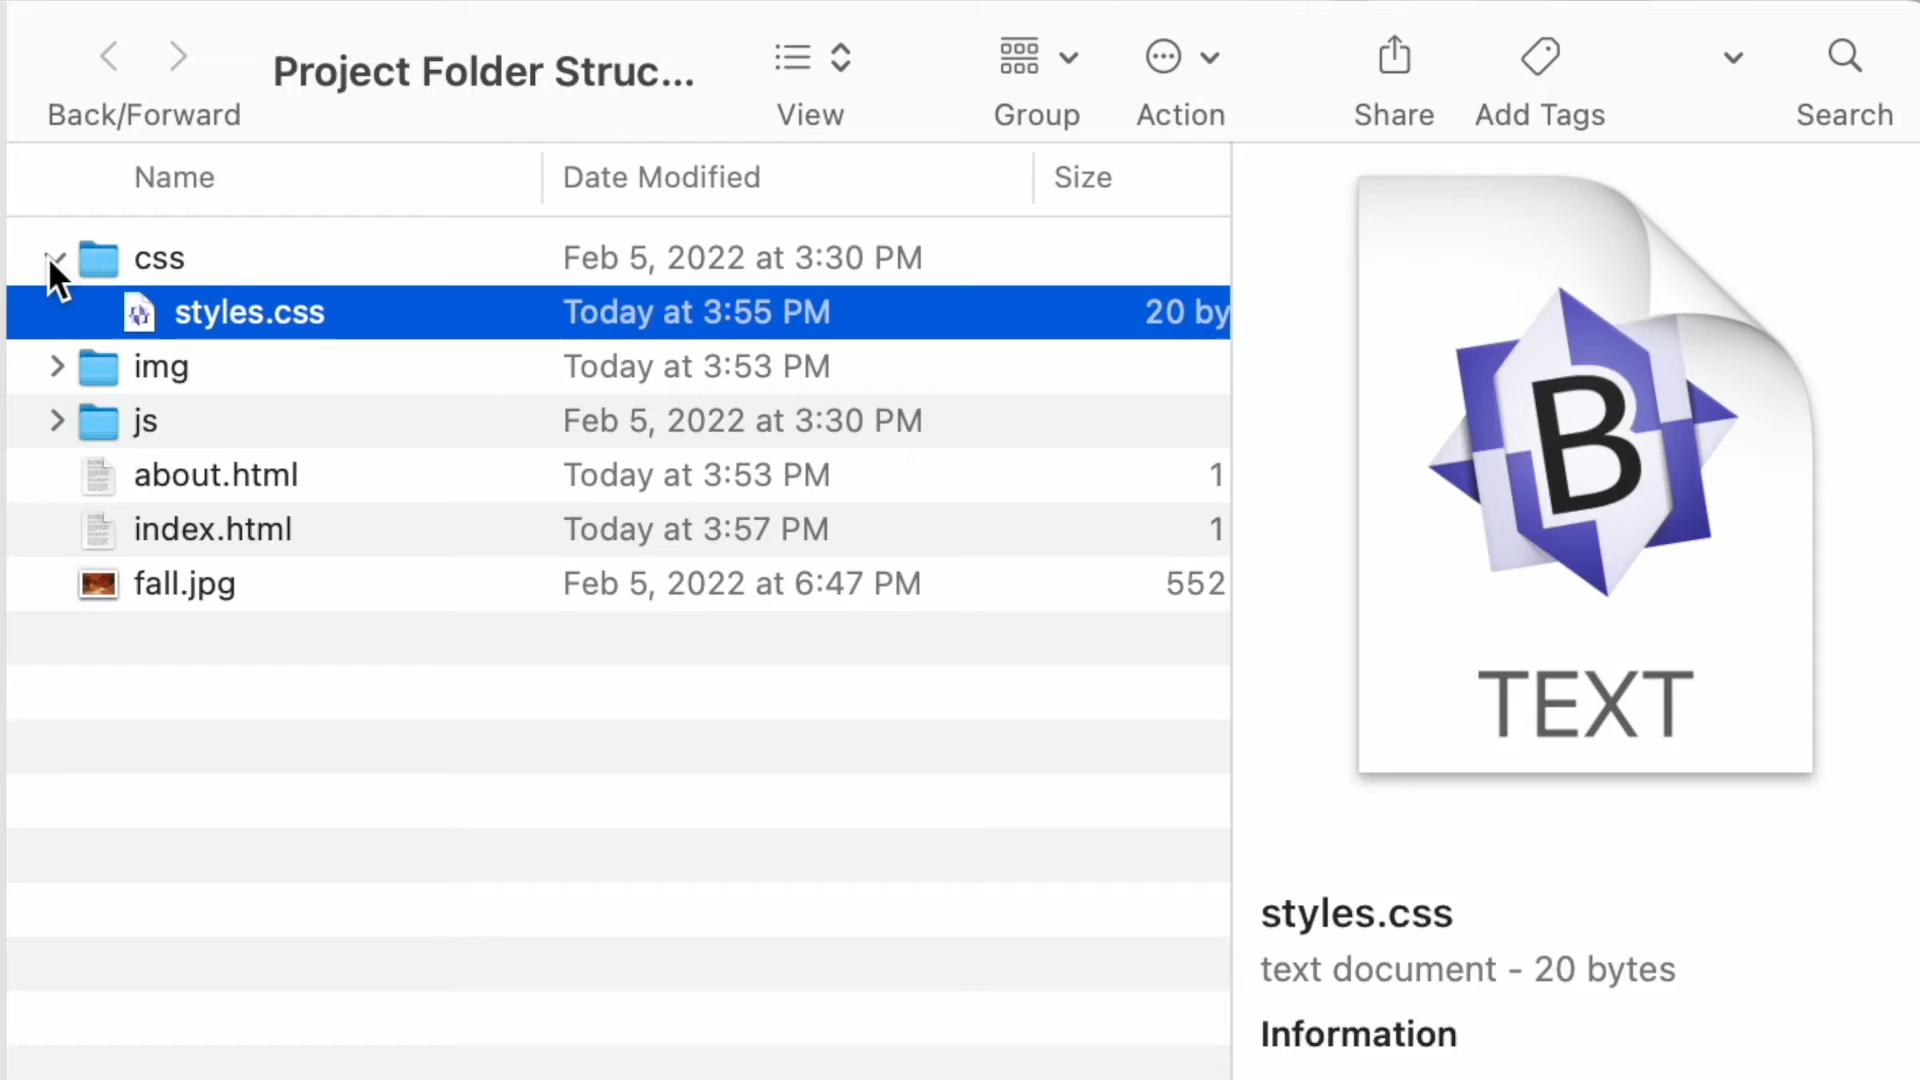 Project Folder Struc...
Back/Forward
View
Group
Action
Share
Add Tags
Search
Name Date Modified Size
css Feb 5, 2022 at 3:30 PM
styles.css Today at 3:55 PM 20 by
img Today at 3:53 PM
js Feb 5, 2022 at 3:30 PM
about.html Today at 3:53 PM 1
index.html Today at 3:57 PM 1
fall.jpg Feb 5, 2022 at 6:47 PM 552
B
TEXT
styles.css
text document - 20 bytes
Information